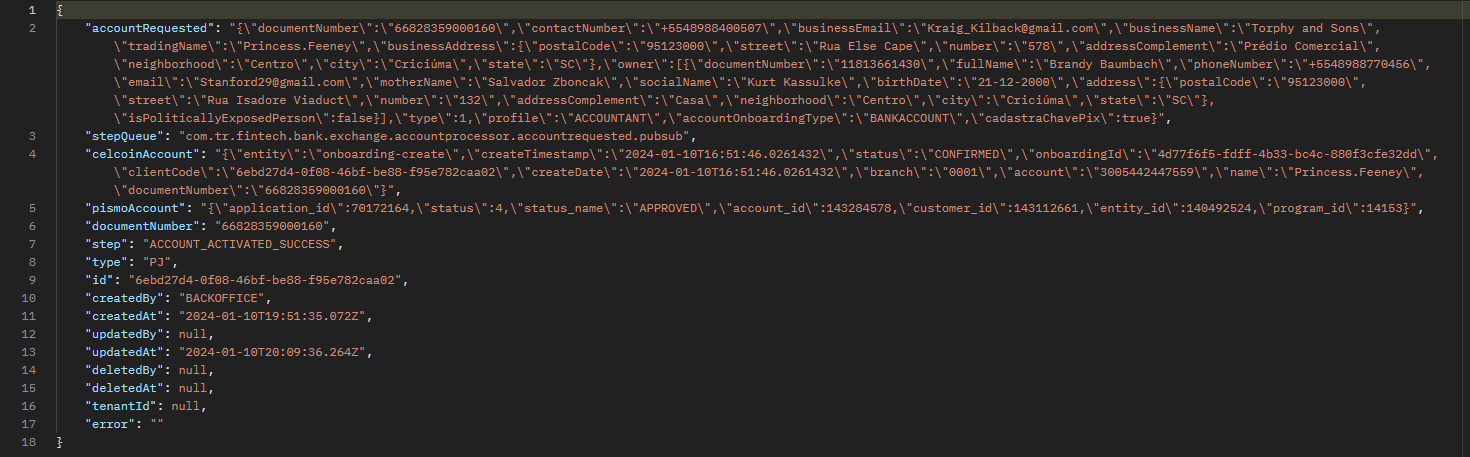 1 {
2 "accountRequested": "{\"documentNumber\":\"66828359000160\",\"contactNumber\":\"+5548988400507\",\"businessEmail\":\"Kraig_Kilback@gmail.com\",\"businessName\":\"Torphy and Sons\",
\"tradingName\":\"Princess.Feeney\",\"businessAddress\":{\"postalCode\":\"95123000\",\"street\":\"Rua Else Cape\",\"number\":\"578\",\"addressComplement\":\"Prédio Comercial\",
\"neighborhood\":\"Centro\",\"city\":\"Criciúma\",\"state\":\"SC\"},\"owner\":[{\"documentNumber\":\"11813661430\",\"fullName\":\"Brandy Baumbach\",\"phoneNumber\":\"+5548988770456\",
\"email\":\"Stanford29@gmail.com\",\"motherName\":\"Salvador Zboncak\",\"socialName\":\"Kurt Kassulke\",\"birthDate\":\"21-12-2000\",\"address\":{\"postalCode\":\"95123000\",
\"street\":\"Rua Isadore Viaduct\",\"number\":\"132\",\"addressComplement\":\"Casa\",\"neighborhood\":\"Centro\",\"city\":\"Criciúma\",\"state\":\"SC\"},
\"isPoliticallyExposedPerson\":false}],\"type\":1,\"profile\":\"ACCOUNTANT\",\"accountOnboardingType\":\"BANKACCOUNT\",\"cadastraChavePix\":true}",
3 "stepQueue": "com.tr.fintech.bank.exchange.accountprocessor.accountrequested.pubsub",
4 "celcoinAccount": "{\"entity\":\"onboarding-create\",\"createTimestamp\":\"2024-01-10T16:51:46.0261432\",\"status\":\"CONFIRMED\",\"onboardingId\":\"4d77f6f5-fdff-4b33-bc4c-880f3cfe32dd\",
\"clientCode\":\"6ebd27d4-0f08-46bf-be88-f95e782caa02\",\"createDate\":\"2024-01-10T16:51:46.0261432\",\"branch\":\"0001\",\"account\":\"3005442447559\",\"name\":\"Princess.Feeney\",
\"documentNumber\":\"66828359000160\"}",
5 "pismoAccount": "{\"application_id\":70172164,\"status\":4,\"status_name\":\"APPROVED\",\"account_id\":143284578,\"customer_id\":143112661,\"entity_id\":140492524,\"program_id\":14153}",
6 "documentNumber": "66828359000160",
7 "step": "ACCOUNT_ACTIVATED_SUCCESS",
8 "type": "PJ",
9 "id": "6ebd27d4-0f08-46bf-be88-f95e782caa02",
10 "createdBy": "BACKOFFICE",
11 "createdAt": "2024-01-10T19:51:35.072Z",
12 "updatedBy": null,
13 "updatedAt": "2024-01-10T20:09:36.264Z",
14 "deletedBy": null,
15 "deletedAt": null,
16 "tenantId": null,
17 "error": ""
18 }